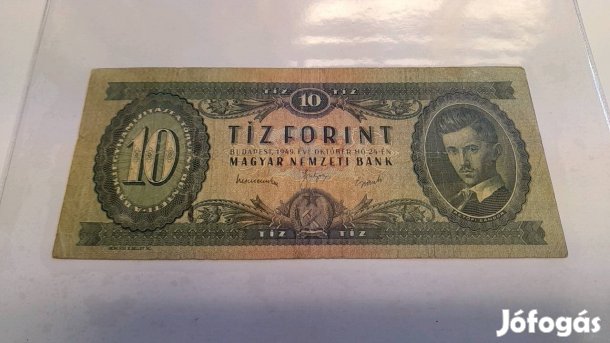 TÍZ TÍZ
10
TÍZ FORINT
BUDAPEST, 1949. ÉVI OKTÓBER HÓ 24-ÉN
MAGYAR NEMZETI BANK
10
TÍZ TÍZ
Jófogás